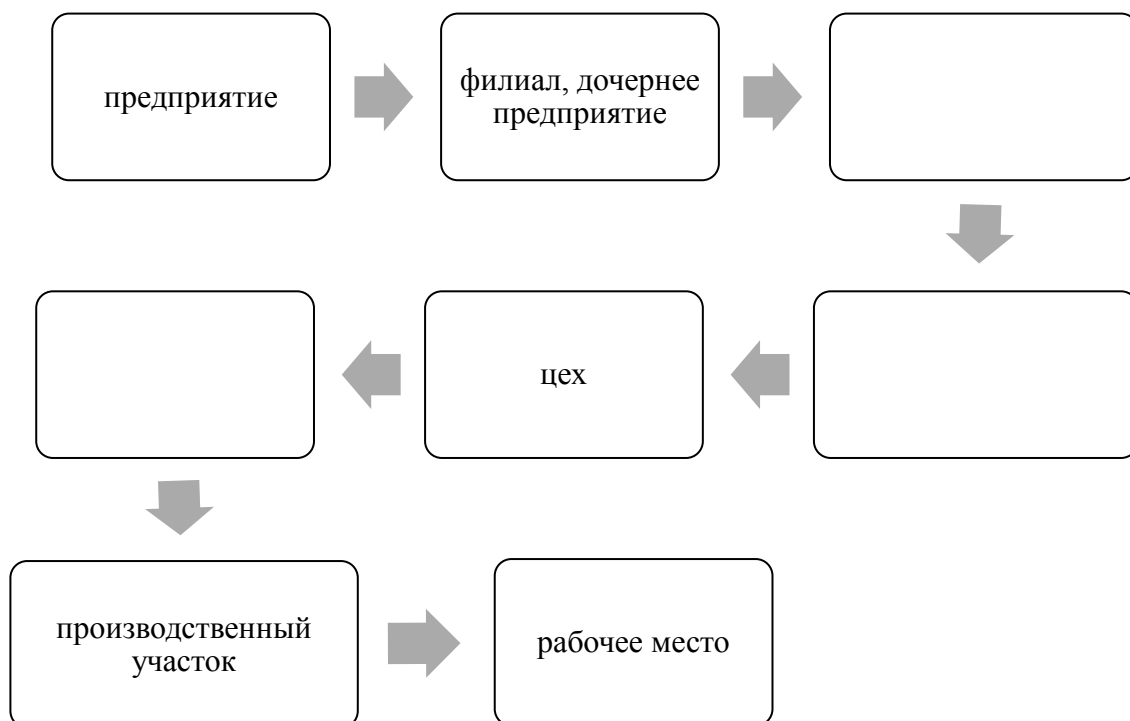 предприятие
филиал, дочернее
предприятие
цех
производственный
участок
рабочее место